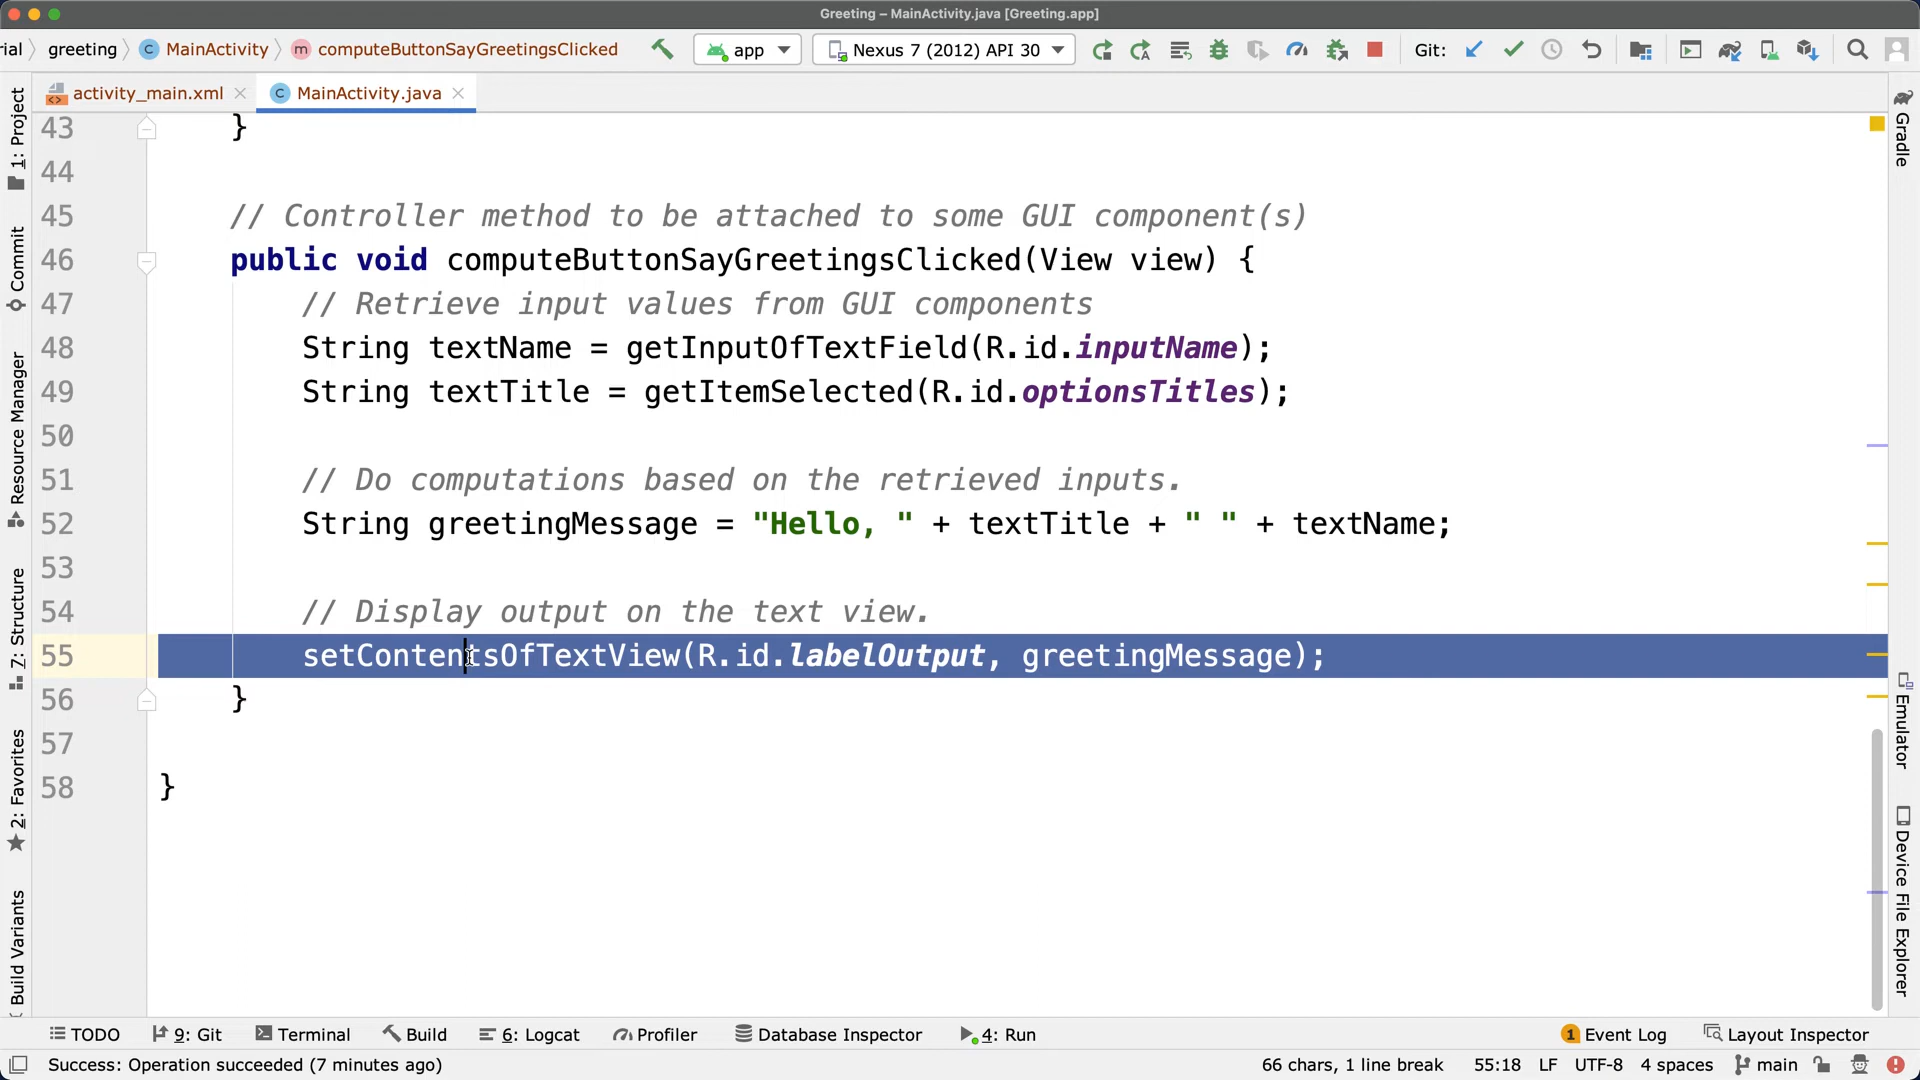 Greeting – MainActivity.java [Greeting.app]
rial greeting MainActivity computeButtonSayGreetingsClicked app Nexus 7 (2012) API 30 Git:
activity_main.xml MainActivity.java
43 }
44
45 // Controller method to be attached to some GUI component(s)
46 public void computeButtonSayGreetingsClicked(View view) {
47 // Retrieve input values from GUI components
48 String textName = getInputOfTextField(R.id.inputName);
49 String textTitle = getItemSelected(R.id.optionsTitles);
50
51 // Do computations based on the retrieved inputs.
52 String greetingMessage = "Hello, " + textTitle + " " + textName;
53
54 // Display output on the text view.
55 setContentsOfTextView(R.id.labelOutput, greetingMessage);
56 }
57
58 }
1: Project
Commit
Resource Manager
7: Structure
2: Favorites
Build Variants
Gradle
Emulator
Device File Explorer
TODO 9: Git Terminal Build 6: Logcat Profiler Database Inspector 4: Run 1 Event Log Layout Inspector
Success: Operation succeeded (7 minutes ago) 66 chars, 1 line break 55:18 LF UTF-8 4 spaces main